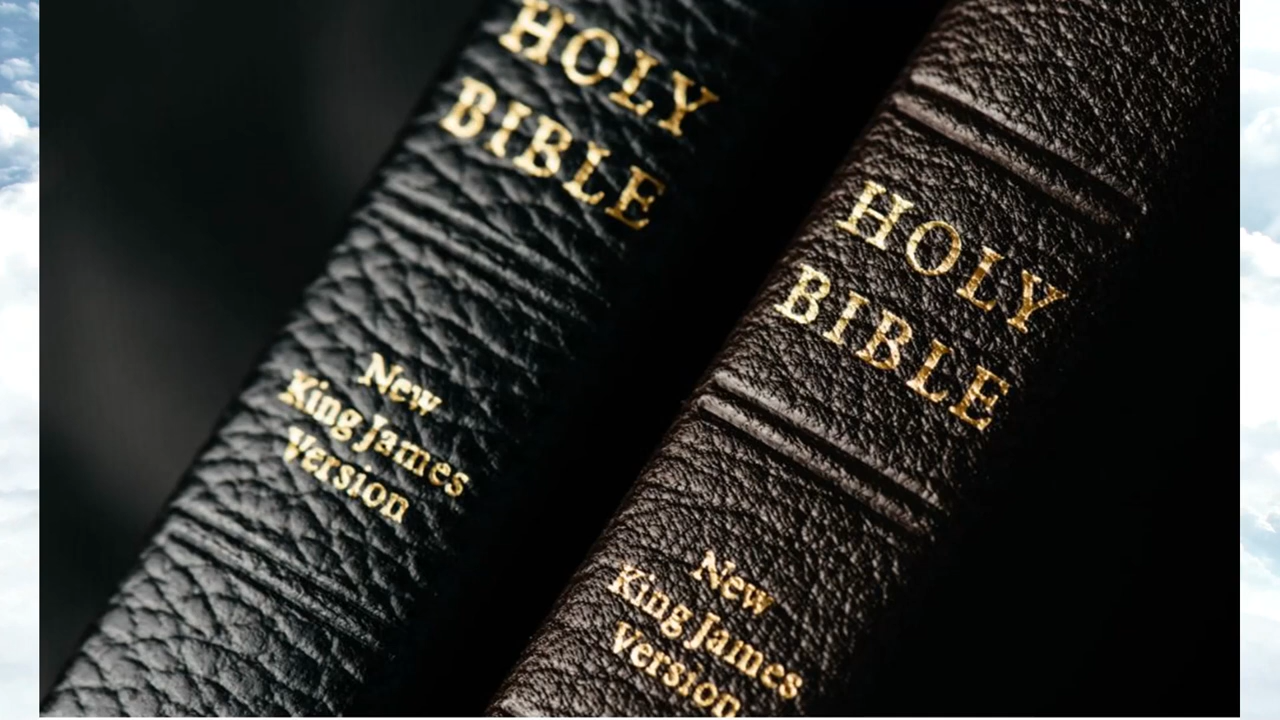 HOLY
BIBLE
New
King James
Version
HOLY
BIBLE
New
King James
Version